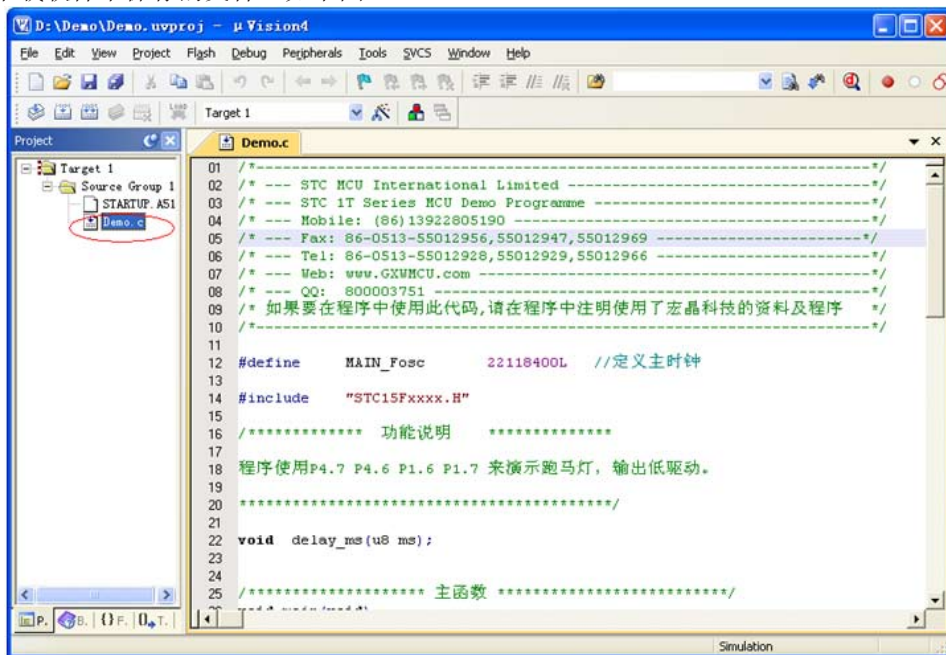 D:\Demo\Demo.uvproj - µVision4
File Edit View Project Flash Debug Peripherals Tools SVCS Window Help
Target 1
Project
Demo.c
Target 1
Source Group 1
STARTUP.A51
Demo.c
01 /*----------------------------------------------------------------------*/
02 /* --- STC MCU International Limited ----------------------------------*/
03 /* --- STC 1T Series MCU Demo Programme -------------------------------*/
04 /* --- Mobile: (86)13922805190 ----------------------------------------*/
05 /* --- Fax: 86-0513-55012956,55012947,55012969 ------------------------*/
06 /* --- Tel: 86-0513-55012928,55012929,55012966 ------------------------*/
07 /* --- Web: www.GXWMCU.com --------------------------------------------*/
08 /* --- QQ: 800003751 -------------------------------------------------*/
09 /* 如果要在程序中使用此代码,请在程序中注明使用了宏晶科技的资料及程序 */
10 /*----------------------------------------------------------------------*/
11
12 #define MAIN_Fosc 22118400L //定义主时钟
13
14 #include "STC15Fxxxx.H"
15
16 /************* 功能说明 **************
17
18 程序使用P4.7 P4.6 P1.6 P1.7 来演示跑马灯，输出低驱动。
19
20 ******************************************/
21
22 void delay_ms(u8 ms);
23
24
25 /******************** 主函数 **************************/
P. B. {} F. 0 T.
Simulation